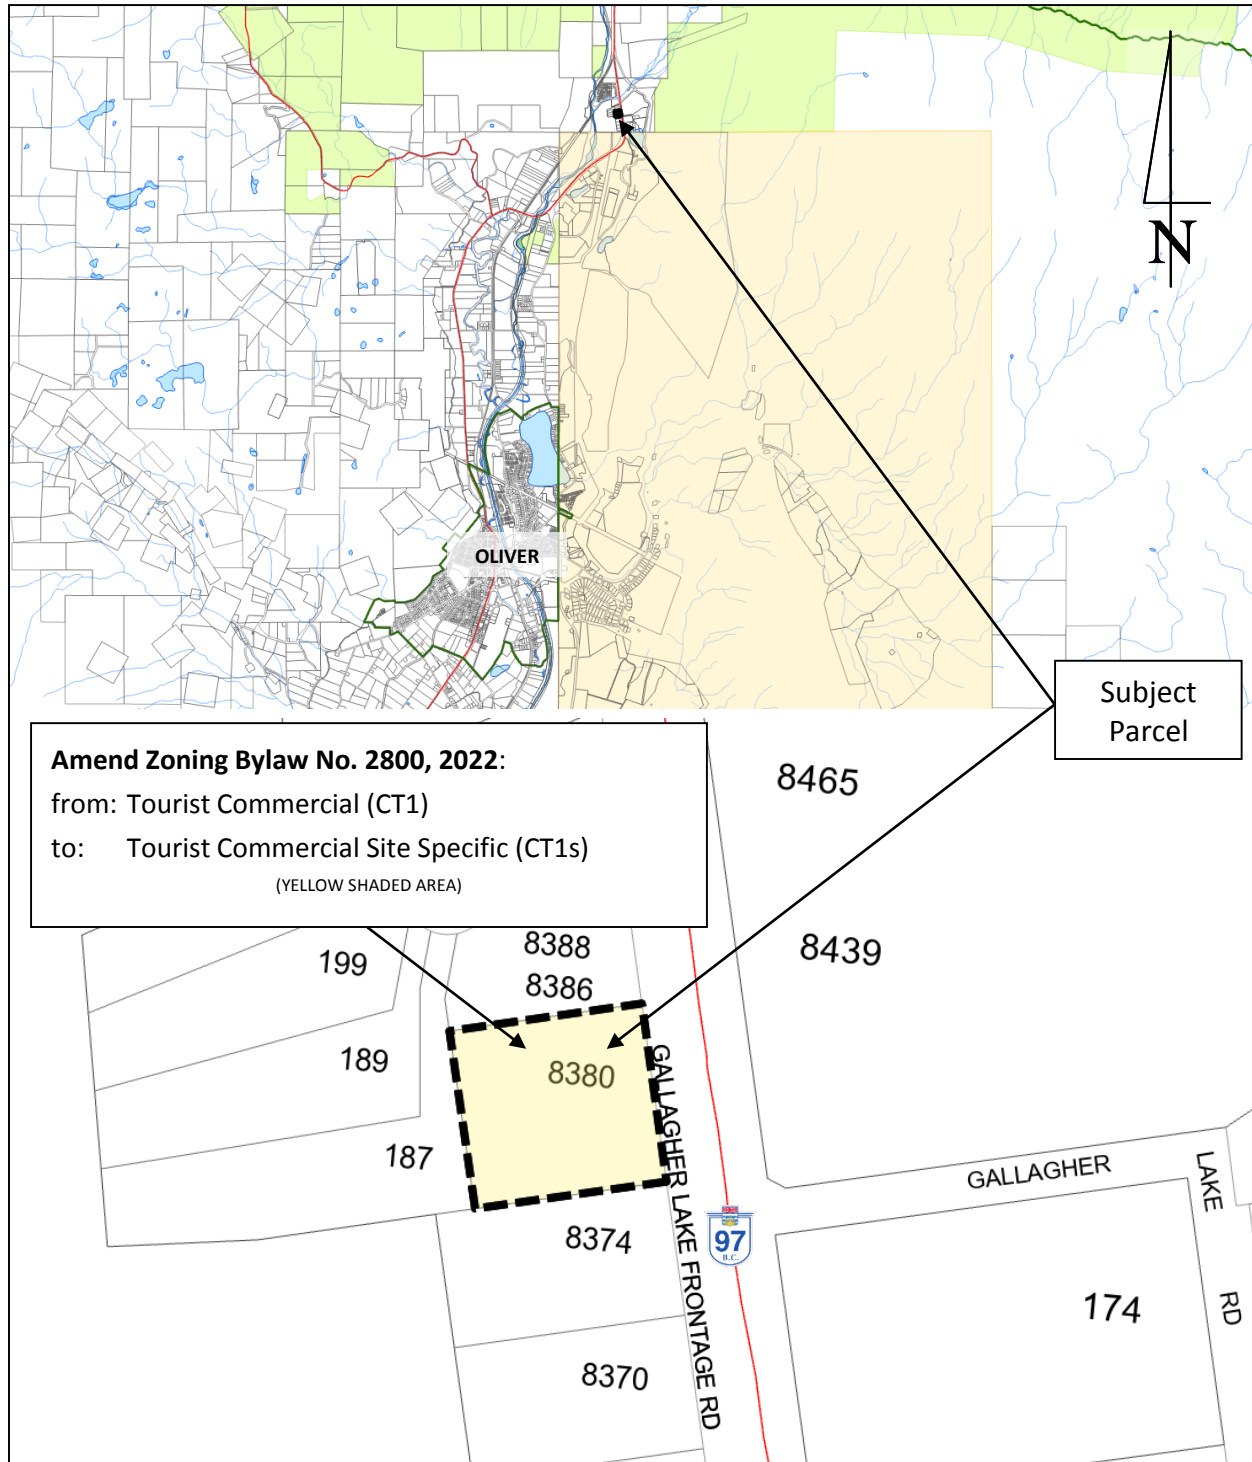 N
OLIVER
Subject
Parcel
Amend Zoning Bylaw No. 2800, 2022:
from: Tourist Commercial (CT1)
to: Tourist Commercial Site Specific (CT1s)
(YELLOW SHADED AREA)
8465
8439
8388
8386
199
189
187
8380
8374
8370
174
GALLAGHER LAKE FRONTAGE RD
GALLAGHER LAKE RD
97
B.C.